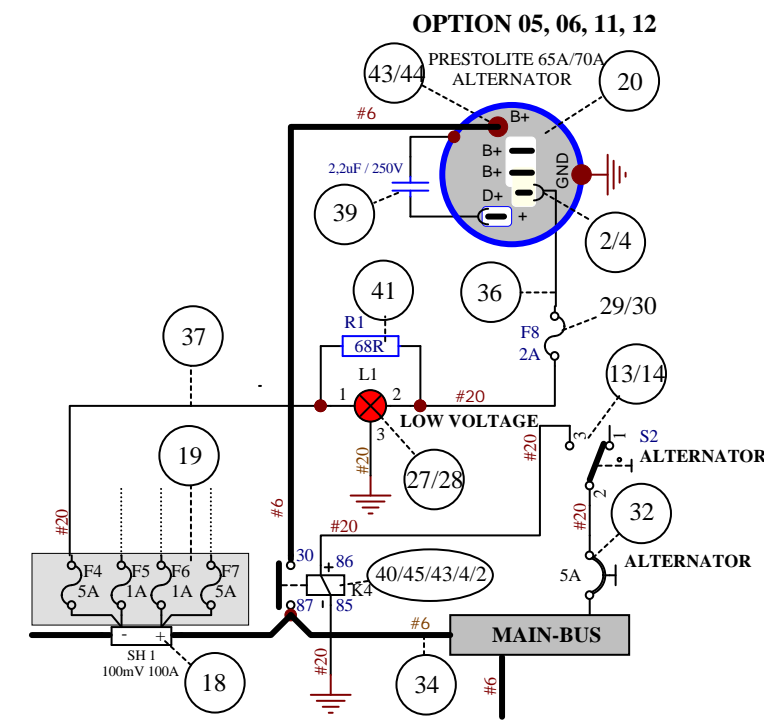 OPTION 05, 06, 11, 12
PRESTOLITE 65A/70A
ALTERNATOR
43/44
20
#6
B+
B+
B+
D+
+
GND
2,2uF / 250V
39
2/4
36
41
29/30
R1
68R
F8
2A
37
L1
1
2
3
#20
LOW VOLTAGE
13/14
3
1
2
S2
ALTERNATOR
#20
#20
27/28
19
#20
#6
#20
#20
32
ALTERNATOR
5A
30
86
+
K4
87
-
85
40/45/43/4/2
F4
5A
F5
1A
F6
1A
F7
5A
- +
SH 1
100mV 100A
18
#20
#6
34
MAIN-BUS
#6